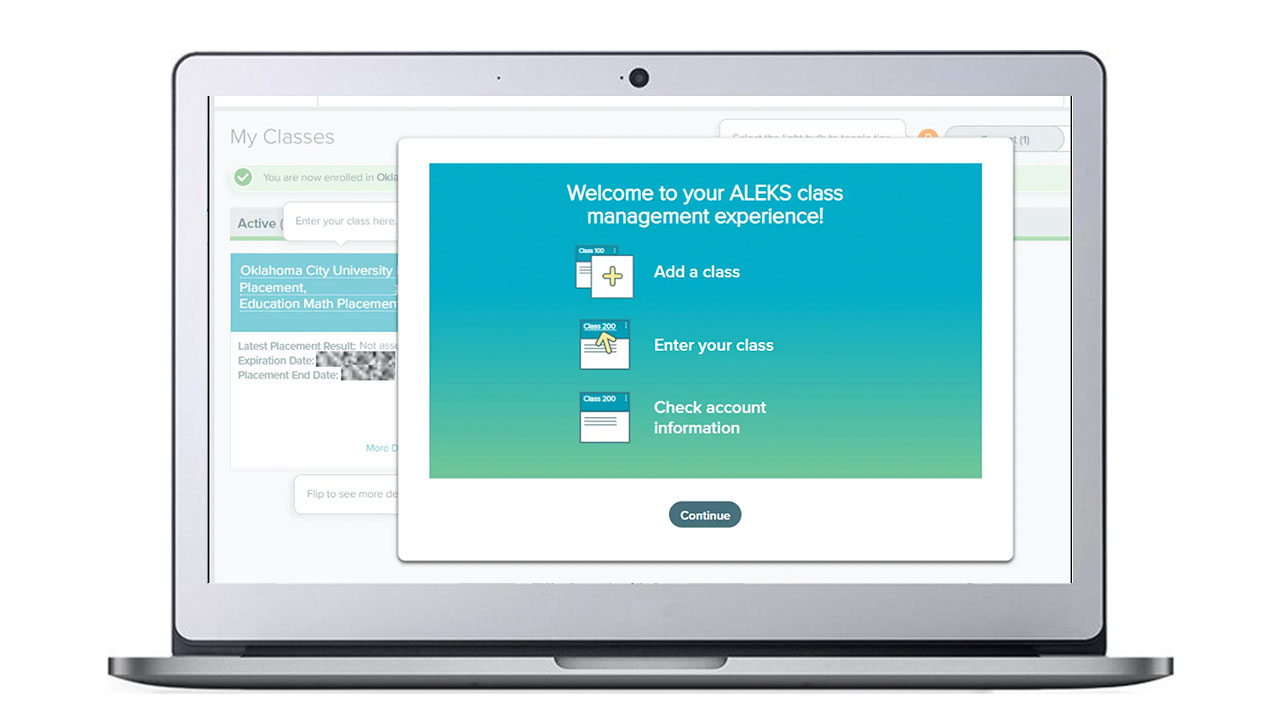 My Classes
Select the light bulb to toggle tips
(1)
You are now enrolled in
Active
Enter your class here.
Oklahoma City University
Placement,
Education Math Placement
Latest Placement Result: Not
Expiration Date:
Placement End Date:
More
Flip to see more
Welcome to your ALEKS class
management experience!
Class 100
Add a class
Class 200
Enter your class
Class 200
Check account
information
Continue